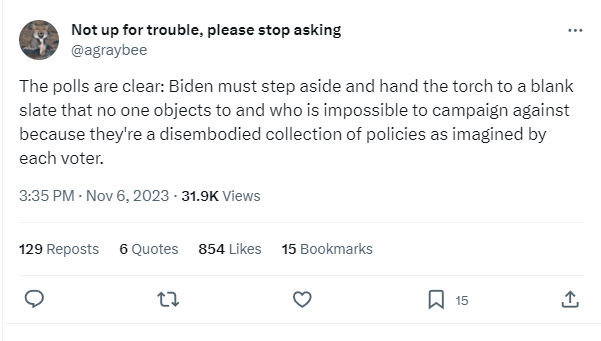 Not up for trouble, please stop asking
@agraybee
The polls are clear: Biden must step aside and hand the torch to a blank
slate that no one objects to and who is impossible to campaign against
because they're a disembodied collection of policies as imagined by
each voter.
3:35 PM · Nov 6, 2023 · 31.9K Views
129 Reposts 6 Quotes 854 Likes 15 Bookmarks
15